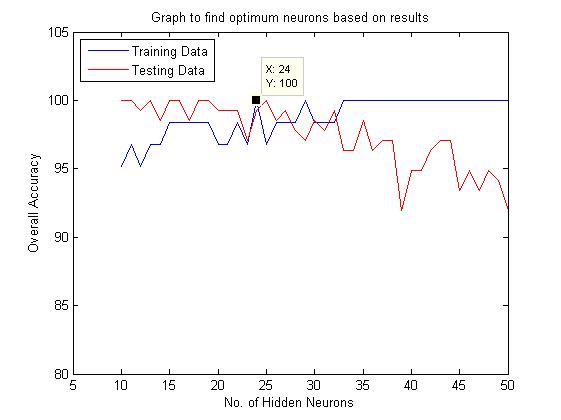 Graph to find optimum neurons based on results
105
100
95
90
85
80
Overall Accuracy
Training Data
Testing Data
X: 24
Y: 100
5 10 15 20 25 30 35 40 45 50
No. of Hidden Neurons